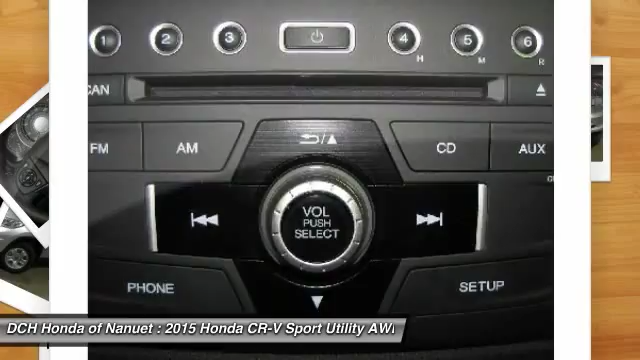 1 2 3 4 5 6
H M R
CAN
FM AM CD AUX
VOL
PUSH
SELECT
PHONE SETUP
DCH Honda of Nanuet : 2015 Honda CR-V Sport Utility AW